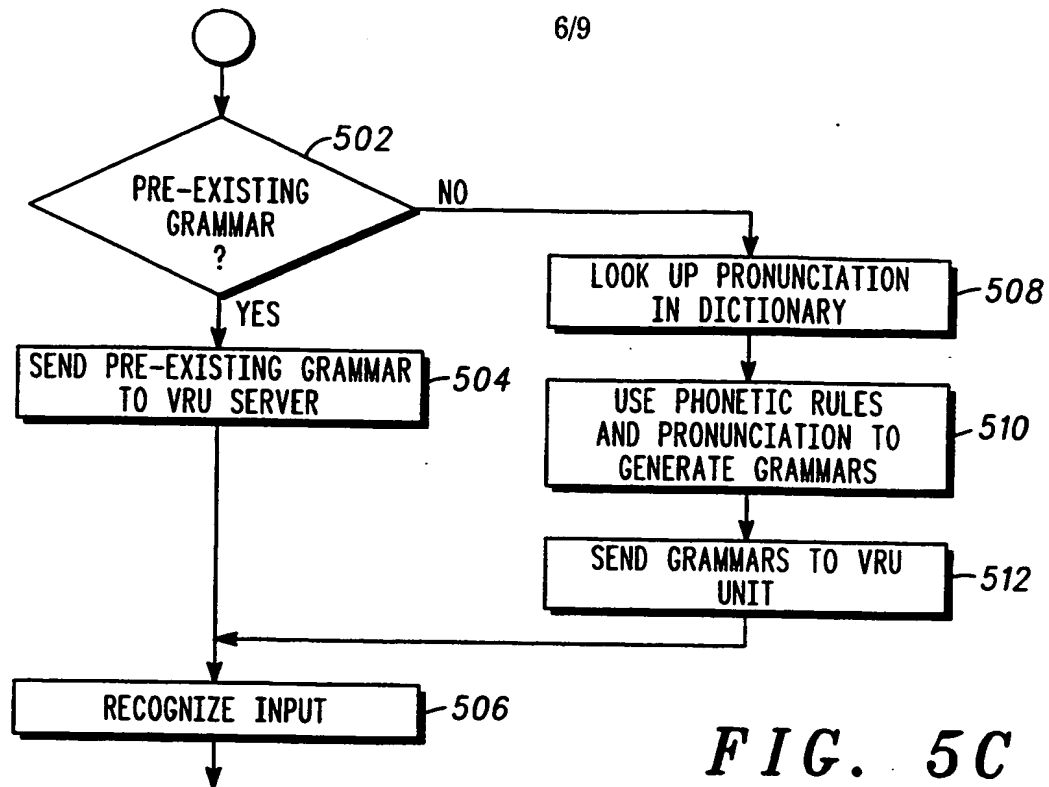 6/9
502
PRE-EXISTING
GRAMMAR
?
NO
YES
SEND PRE-EXISTING GRAMMAR
TO VRU SERVER
504
LOOK UP PRONUNCIATION
IN DICTIONARY
508
USE PHONETIC RULES
AND PRONUNCIATION TO
GENERATE GRAMMARS
510
SEND GRAMMARS TO VRU
UNIT
512
RECOGNIZE INPUT
506
FIG. 5C